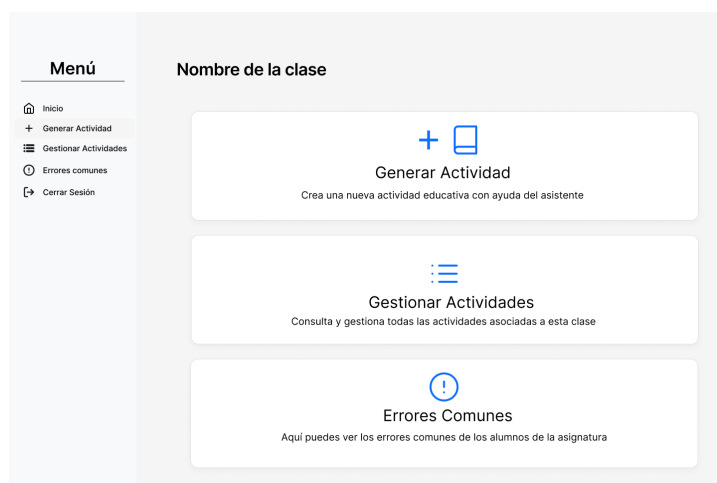 Menú
Inicio
Generar Actividad
Gestionar Actividades
Errores comunes
Cerrar Sesión
Nombre de la clase
Generar Actividad
Crea una nueva actividad educativa con ayuda del asistente
Gestionar Actividades
Consulta y gestiona todas las actividades asociadas a esta clase
Errores Comunes
Aquí puedes ver los errores comunes de los alumnos de la asignatura